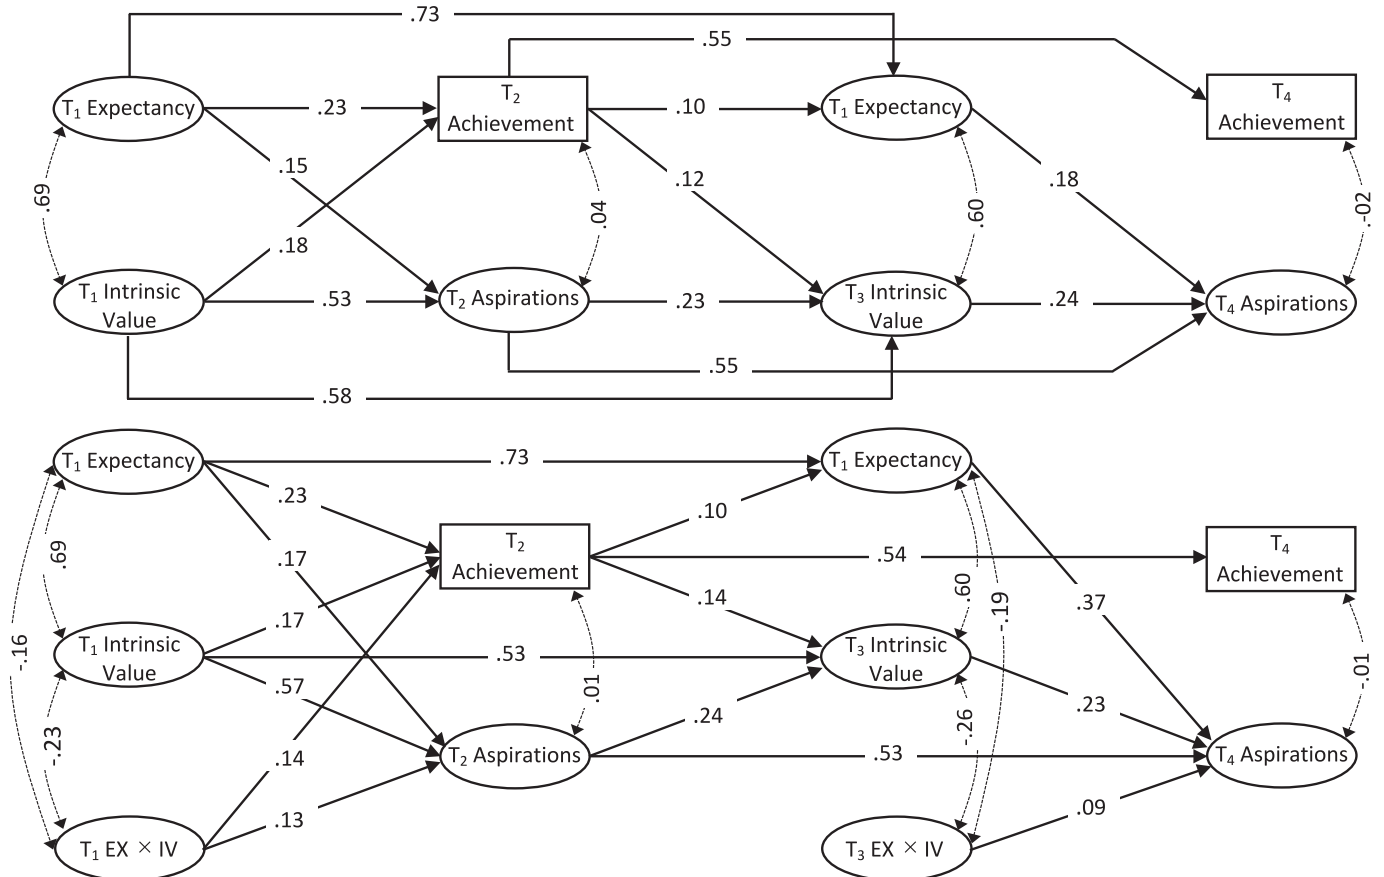 .73
.55
T₁ Expectancy
.23
T₂
Achievement
.10
T₁ Expectancy
T₄
Achievement
.15
.12
.18
.69
.04
.60
-.02
.18
T₁ Intrinsic
Value
.53
T₂ Aspirations
.23
T₃ Intrinsic
Value
.24
T₄ Aspirations
.55
.58
T₁ Expectancy
.73
T₁ Expectancy
.23
.10
.69
.17
T₂
Achievement
.54
T₄
Achievement
.60
-.19
.37
.14
-.16
.17
T₁ Intrinsic
Value
.53
T₃ Intrinsic
Value
.01
-.01
.57
.23
.24
-.26
-.23
.14
T₂ Aspirations
.53
T₄ Aspirations
.13
.09
T₁ EX × IV
T₃ EX × IV